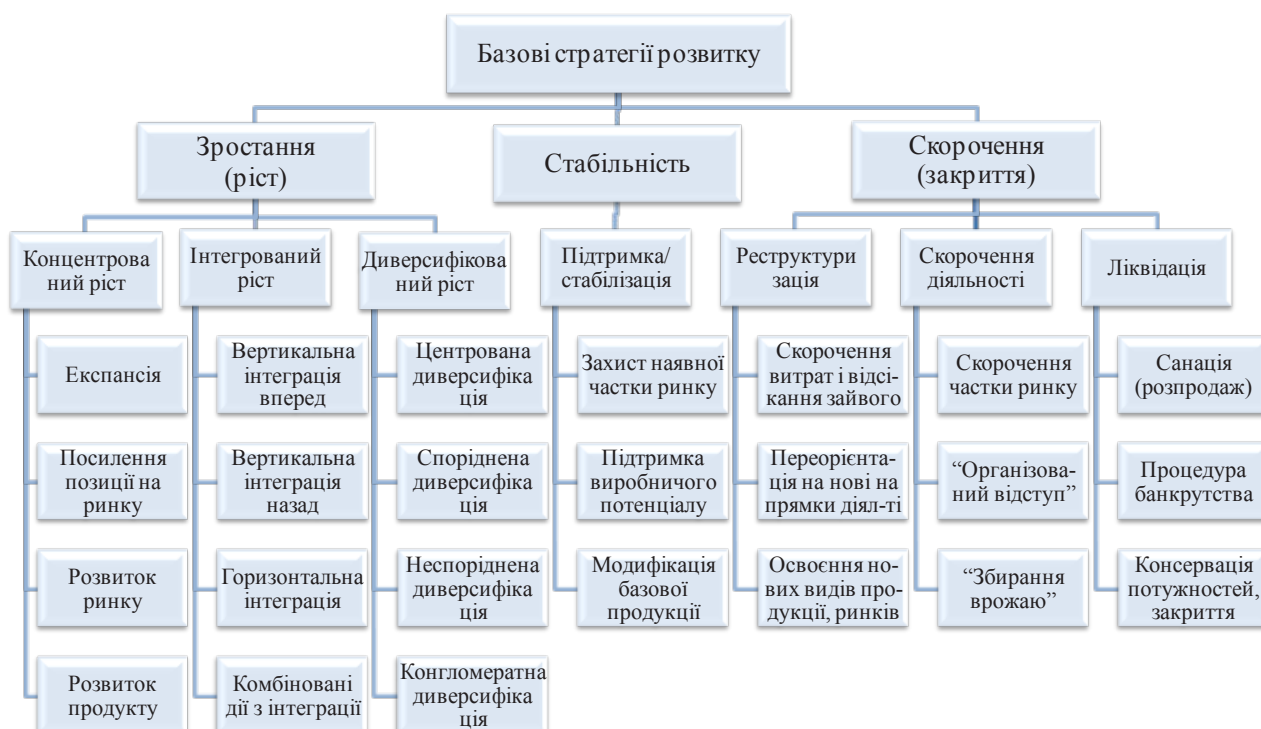 Базові стратегії розвитку
Зростання
(ріст)
Стабільність
Скорочення
(закриття)
Концентрова
ний ріст
Інтегрований
ріст
Диверсифікова
ний ріст
Підтримка/
стабілізація
Реструктури
зація
Скорочення
діяльності
Ліквідація
Експансія
Вертикальна
інтеграція
вперед
Центрована
диверсифіка
ція
Захист наявної
частки ринку
Скорочення
витрат і відсі-
кання зайвого
Скорочення
частки ринку
Санація
(розпродаж)
Посилення
позиції на
ринку
Вертикальна
інтеграція
назад
Споріднена
диверсифіка
ція
Підтримка
виробничого
потенціалу
Переорієнта-
ція на нові на
прямки діял-ті
“Організова-
ний відступ”
Процедура
банкрутства
Розвиток
ринку
Горизонтальна
інтеграція
Неспоріднена
диверсифіка
ція
Модифікація
базової
продукції
Освоєння но-
вих видів про-
дукції, ринків
“Збирання
врожаю”
Консервація
потужностей,
закриття
Розвиток
продукту
Комбіновані
дії з інтеграції
Конгломератна
диверсифіка
ція